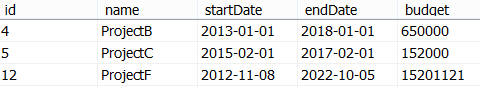 id name startDate endDate budget
4 ProjectB 2013-01-01 2018-01-01 650000
5 ProjectC 2015-02-01 2017-02-01 152000
12 ProjectF 2012-11-08 2022-10-05 15201121